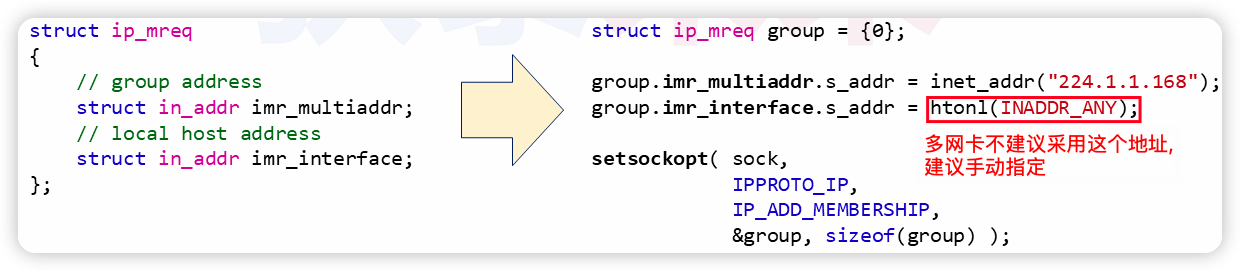 struct ip_mreq
{
    // group address
    struct in_addr imr_multiaddr;
    // local host address
    struct in_addr imr_interface;
};
struct ip_mreq group = {0};
group.imr_multiaddr.s_addr = inet_addr("224.1.1.168");
group.imr_interface.s_addr = htonl(INADDR_ANY);
多网卡不建议采用这个地址,
建议手动指定
setsockopt( sock,
            IPPROTO_IP,
            IP_ADD_MEMBERSHIP,
            &group, sizeof(group) );